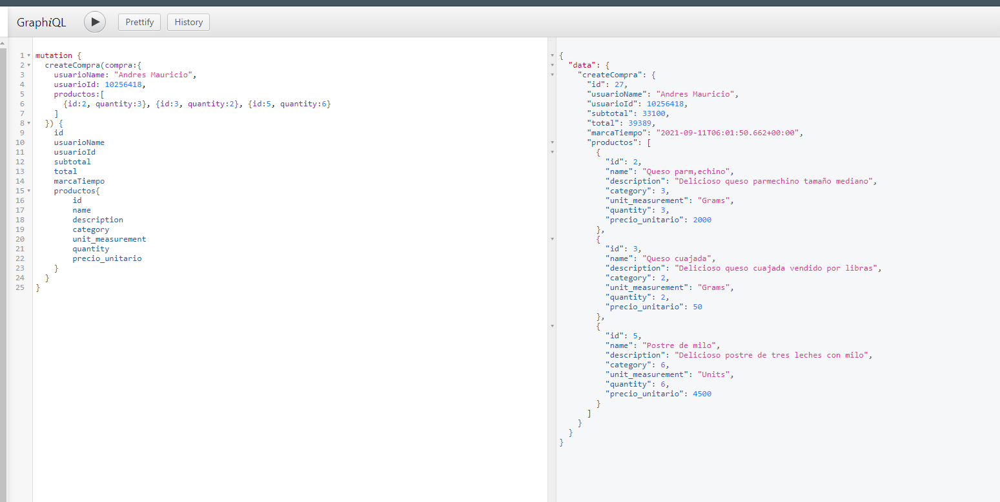 GraphiQL Prettify History
1 mutation {
2 createCompra(compra:{
3 usuarioName: "Andres Mauricio",
4 usuarioId: 10256418,
5 productos:[
6 {id:2, quantity:3}, {id:3, quantity:2}, {id:5, quantity:6}
7 ]
8 }) {
9 id
10 usuarioName
11 usuarioId
12 subtotal
13 total
14 marcaTiempo
15 productos{
16 id
17 name
18 description
19 category
20 unit_measurement
21 quantity
22 precio_unitario
23 }
24 }
25 }
{
"data": {
"createCompra": {
"id": 27,
"usuarioName": "Andres Mauricio",
"usuarioId": 10256418,
"subtotal": 33100,
"total": 39389,
"marcaTiempo": "2021-09-11T06:01:50.662+00:00",
"productos": [
{
"id": 2,
"name": "Queso parm,echino",
"description": "Delicioso queso parmechino tamaño mediano",
"category": 3,
"unit_measurement": "Grams",
"quantity": 3,
"precio_unitario": 2000
},
{
"id": 3,
"name": "Queso cuajada",
"description": "Delicioso queso cuajada vendido por libras",
"category": 2,
"unit_measurement": "Grams",
"quantity": 2,
"precio_unitario": 50
},
{
"id": 5,
"name": "Postre de milo",
"description": "Delicioso postre de tres leches con milo",
"category": 6,
"unit_measurement": "Units",
"quantity": 6,
"precio_unitario": 4500
}
]
}
}
}